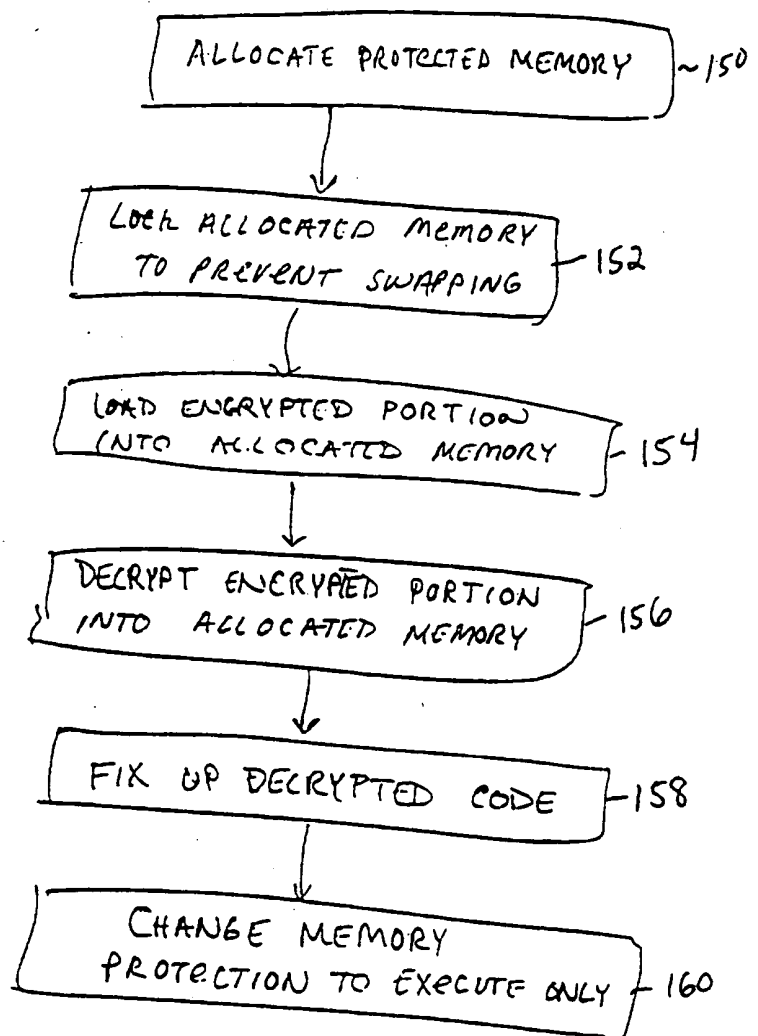 ALLOCATE PROTECTED MEMORY ~150
LOCK ALLOCATED MEMORY
TO PREVENT SWAPPING
152
LOAD ENCRYPTED PORTION
INTO ALLOCATED MEMORY
154
DECRYPT ENCRYPTED PORTION
INTO ALLOCATED MEMORY
156
FIX UP DECRYPTED CODE
158
CHANGE MEMORY
PROTECTION TO EXECUTE ONLY
160